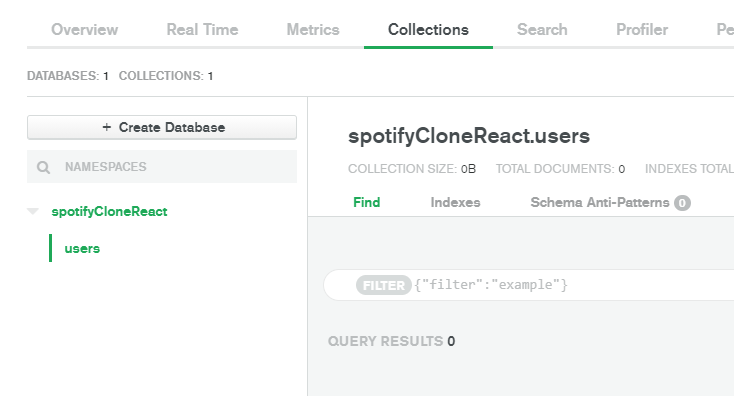 Overview Real Time Metrics Collections Search Profiler Pe
DATABASES: 1 COLLECTIONS: 1
+ Create Database
NAMESPACES
spotifyCloneReact
users
spotifyCloneReact.users
COLLECTION SIZE: 0B TOTAL DOCUMENTS: 0 INDEXES TOTAL
Find Indexes Schema Anti-Patterns 0
FILTER {"filter":"example"}
QUERY RESULTS 0